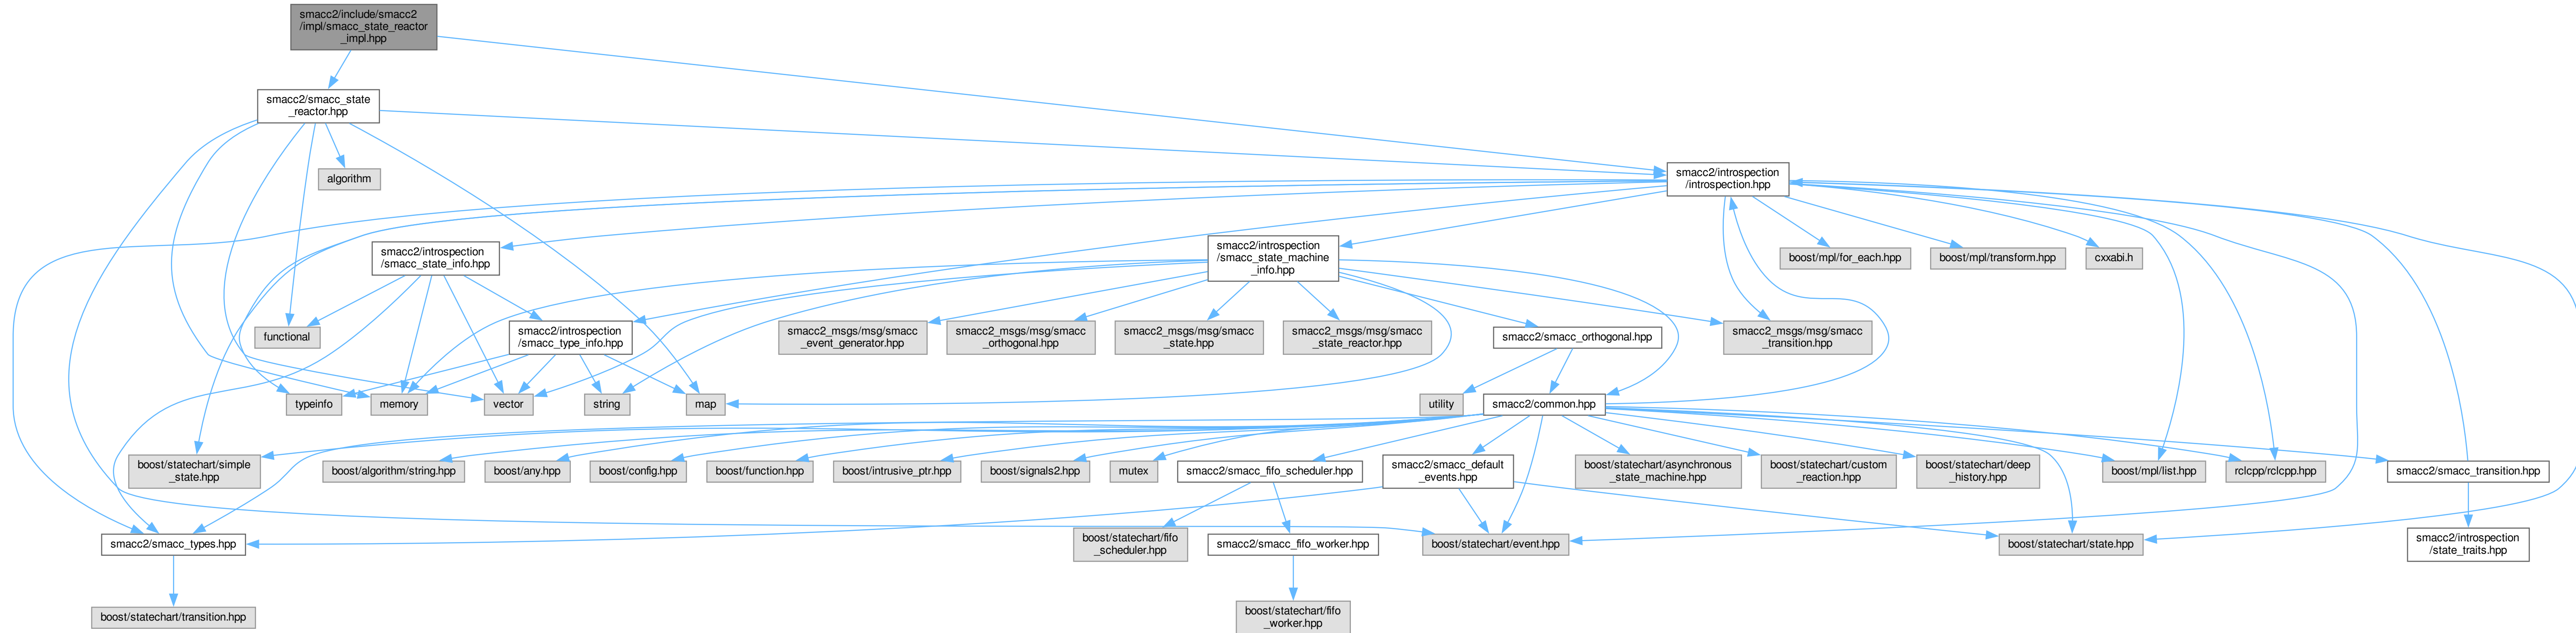 smacc2/include/smacc2
/impl/smacc_state_reactor
_impl.hpp
smacc2/smacc_state
_reactor.hpp
algorithm
smacc2/introspection
/introspection.hpp
smacc2/introspection
/smacc_state_info.hpp
smacc2/introspection
/smacc_state_machine
_info.hpp
boost/mpl/for_each.hpp
boost/mpl/transform.hpp
cxxabi.h
functional
smacc2/introspection
/smacc_type_info.hpp
smacc2_msgs/msg/smacc
_event_generator.hpp
smacc2_msgs/msg/smacc
_orthogonal.hpp
smacc2_msgs/msg/smacc
_state.hpp
smacc2_msgs/msg/smacc
_state_reactor.hpp
smacc2/smacc_orthogonal.hpp
smacc2_msgs/msg/smacc
_transition.hpp
typeinfo
memory
vector
string
map
utility
smacc2/common.hpp
boost/statechart/simple
_state.hpp
boost/algorithm/string.hpp
boost/any.hpp
boost/config.hpp
boost/function.hpp
boost/intrusive_ptr.hpp
boost/signals2.hpp
mutex
smacc2/smacc_fifo_scheduler.hpp
smacc2/smacc_default
_events.hpp
boost/statechart/asynchronous
_state_machine.hpp
boost/statechart/custom
_reaction.hpp
boost/statechart/deep
_history.hpp
boost/mpl/list.hpp
rclcpp/rclcpp.hpp
smacc2/smacc_transition.hpp
smacc2/smacc_types.hpp
boost/statechart/fifo
_scheduler.hpp
smacc2/smacc_fifo_worker.hpp
boost/statechart/event.hpp
boost/statechart/state.hpp
smacc2/introspection
/state_traits.hpp
boost/statechart/transition.hpp
boost/statechart/fifo
_worker.hpp